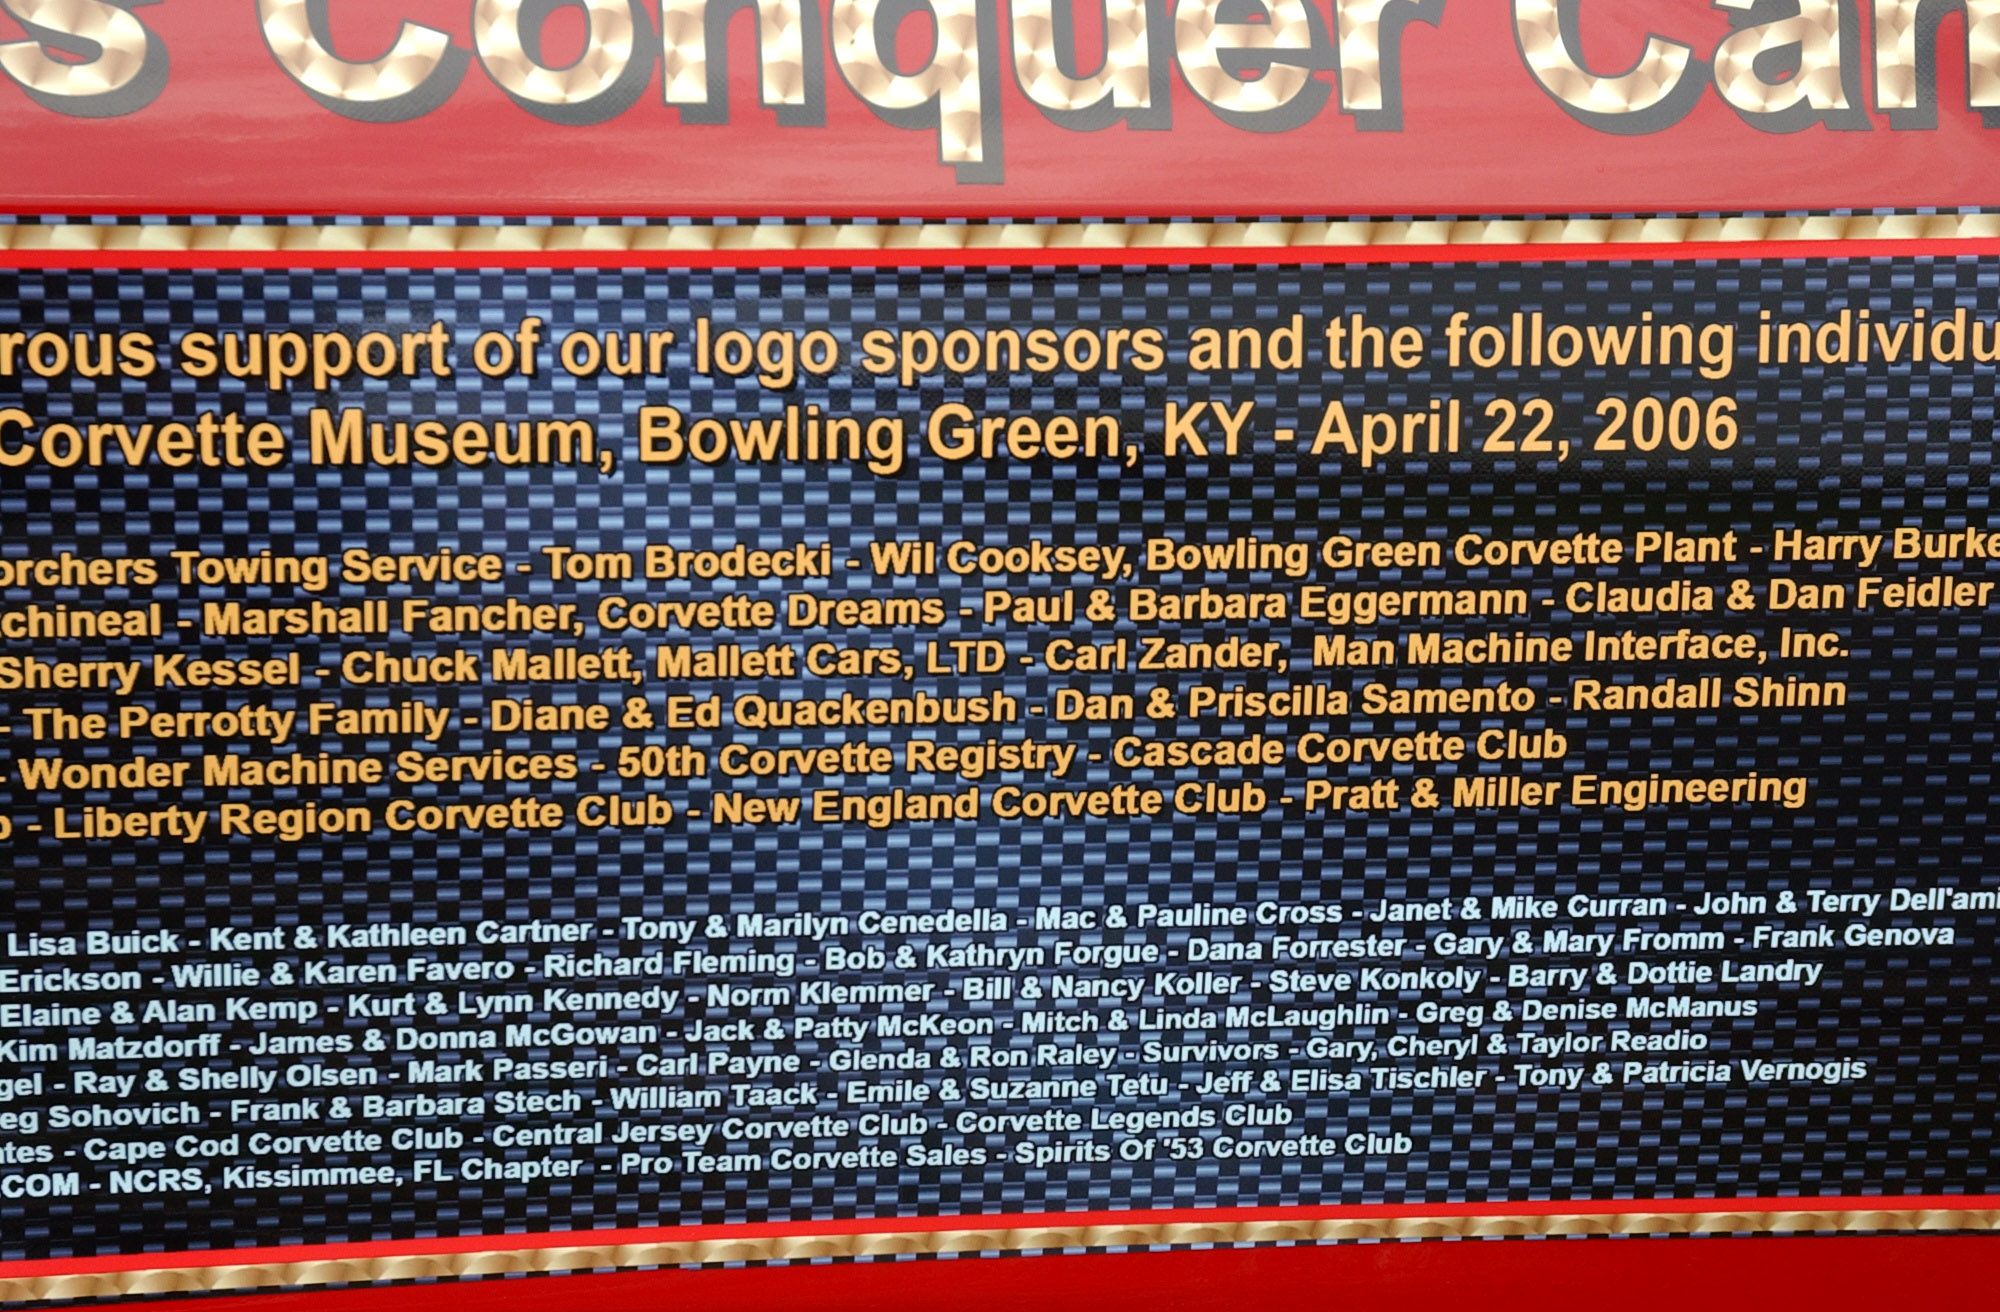 s Conquer Can
rous support of our logo sponsors and the following individu
Corvette Museum, Bowling Green, KY - April 22, 2006
orchers Towing Service - Tom Brodecki - Wil Cooksey, Bowling Green Corvette Plant - Harry Burke
chineal - Marshall Fancher, Corvette Dreams - Paul & Barbara Eggermann - Claudia & Dan Feidler
Sherry Kessel - Chuck Mallett, Mallett Cars, LTD - Carl Zander, Man Machine Interface, Inc.
- The Perrotty Family - Diane & Ed Quackenbush - Dan & Priscilla Samento - Randall Shinn
- Wonder Machine Services - 50th Corvette Registry - Cascade Corvette Club
- Liberty Region Corvette Club - New England Corvette Club - Pratt & Miller Engineering
Lisa Buick - Kent & Kathleen Cartner - Tony & Marilyn Cenedella - Mac & Pauline Cross - Janet & Mike Curran - John & Terry Dell'ami
Erickson - Willie & Karen Favero - Richard Fleming - Bob & Kathryn Forgue - Dana Forrester - Gary & Mary Fromm - Frank Genova
Elaine & Alan Kemp - Kurt & Lynn Kennedy - Norm Klemmer - Bill & Nancy Koller - Steve Konkoly - Barry & Dottie Landry
Kim Matzdorff - James & Donna McGowan - Jack & Patty McKeon - Mitch & Linda McLaughlin - Greg & Denise McManus
gel - Ray & Shelly Olsen - Mark Passeri - Carl Payne - Glenda & Ron Raley - Survivors - Gary, Cheryl & Taylor Readio
eg Sohovich - Frank & Barbara Stech - William Taack - Emile & Suzanne Tetu - Jeff & Elisa Tischler - Tony & Patricia Vernogis
tes - Cape Cod Corvette Club - Central Jersey Corvette Club - Corvette Legends Club
COM - NCRS, Kissimmee, FL Chapter - Pro Team Corvette Sales - Spirits Of '53 Corvette Club